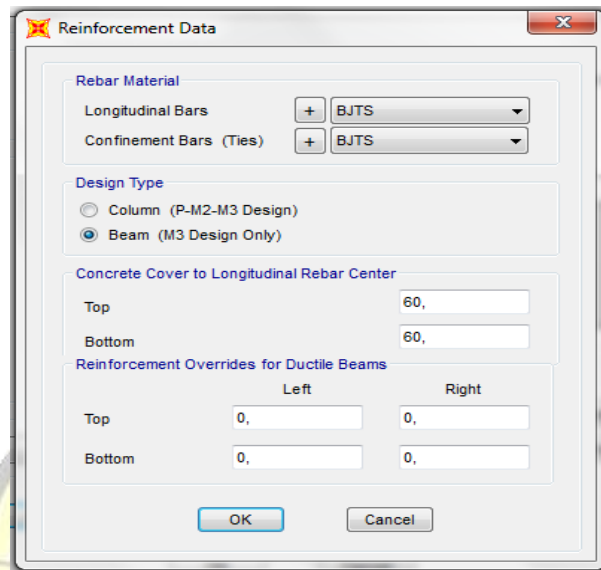 Reinforcement Data
Rebar Material
Longitudinal Bars + BJTS
Confinement Bars (Ties) + BJTS
Design Type
Column (P-M2-M3 Design)
Beam (M3 Design Only)
Concrete Cover to Longitudinal Rebar Center
Top 60,
Bottom 60,
Reinforcement Overrides for Ductile Beams
Left Right
Top 0, 0,
Bottom 0, 0,
OK Cancel